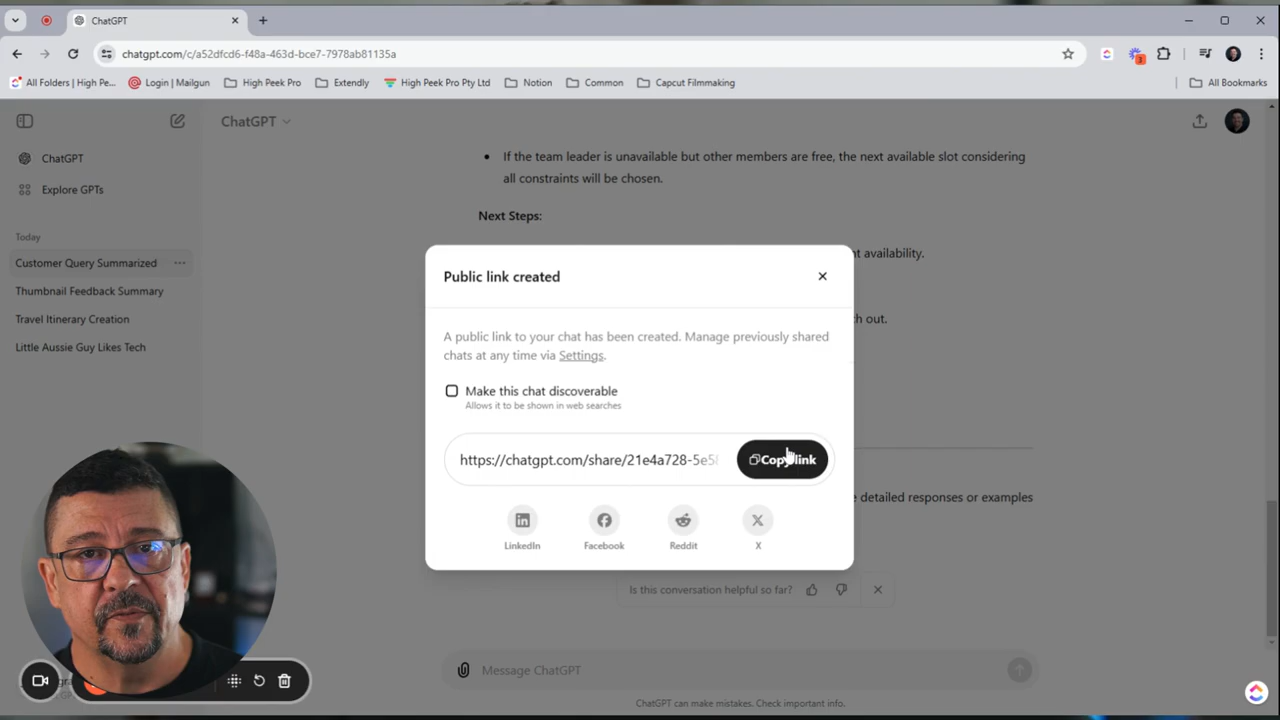 ChatGPT
chatgpt.com/c/a52dfcd6-f48a-463d-bce7-7978ab81135a
3
All Folders | High Pe...
Login | Mailgun
High Peek Pro
Extendly
High Peek Pro Pty Ltd
Notion
Common
Capcut Filmmaking
All Bookmarks
ChatGPT
Explore GPTs
Today
Customer Query Summarized
Thumbnail Feedback Summary
Travel Itinerary Creation
Little Aussie Guy Likes Tech
ChatGPT
If the team leader is unavailable but other members are free, the next available slot considering
all constraints will be chosen.
Next Steps:
availability.
ch out.
e detailed responses or examples
Public link created
A public link to your chat has been created. Manage previously shared
chats at any time via Settings.
Make this chat discoverable
Allows it to be shown in web searches
https://chatgpt.com/share/21e4a728-5e5
Copy link
LinkedIn
Facebook
Reddit
X
Is this conversation helpful so far?
Message ChatGPT
ChatGPT can make mistakes. Check important info.